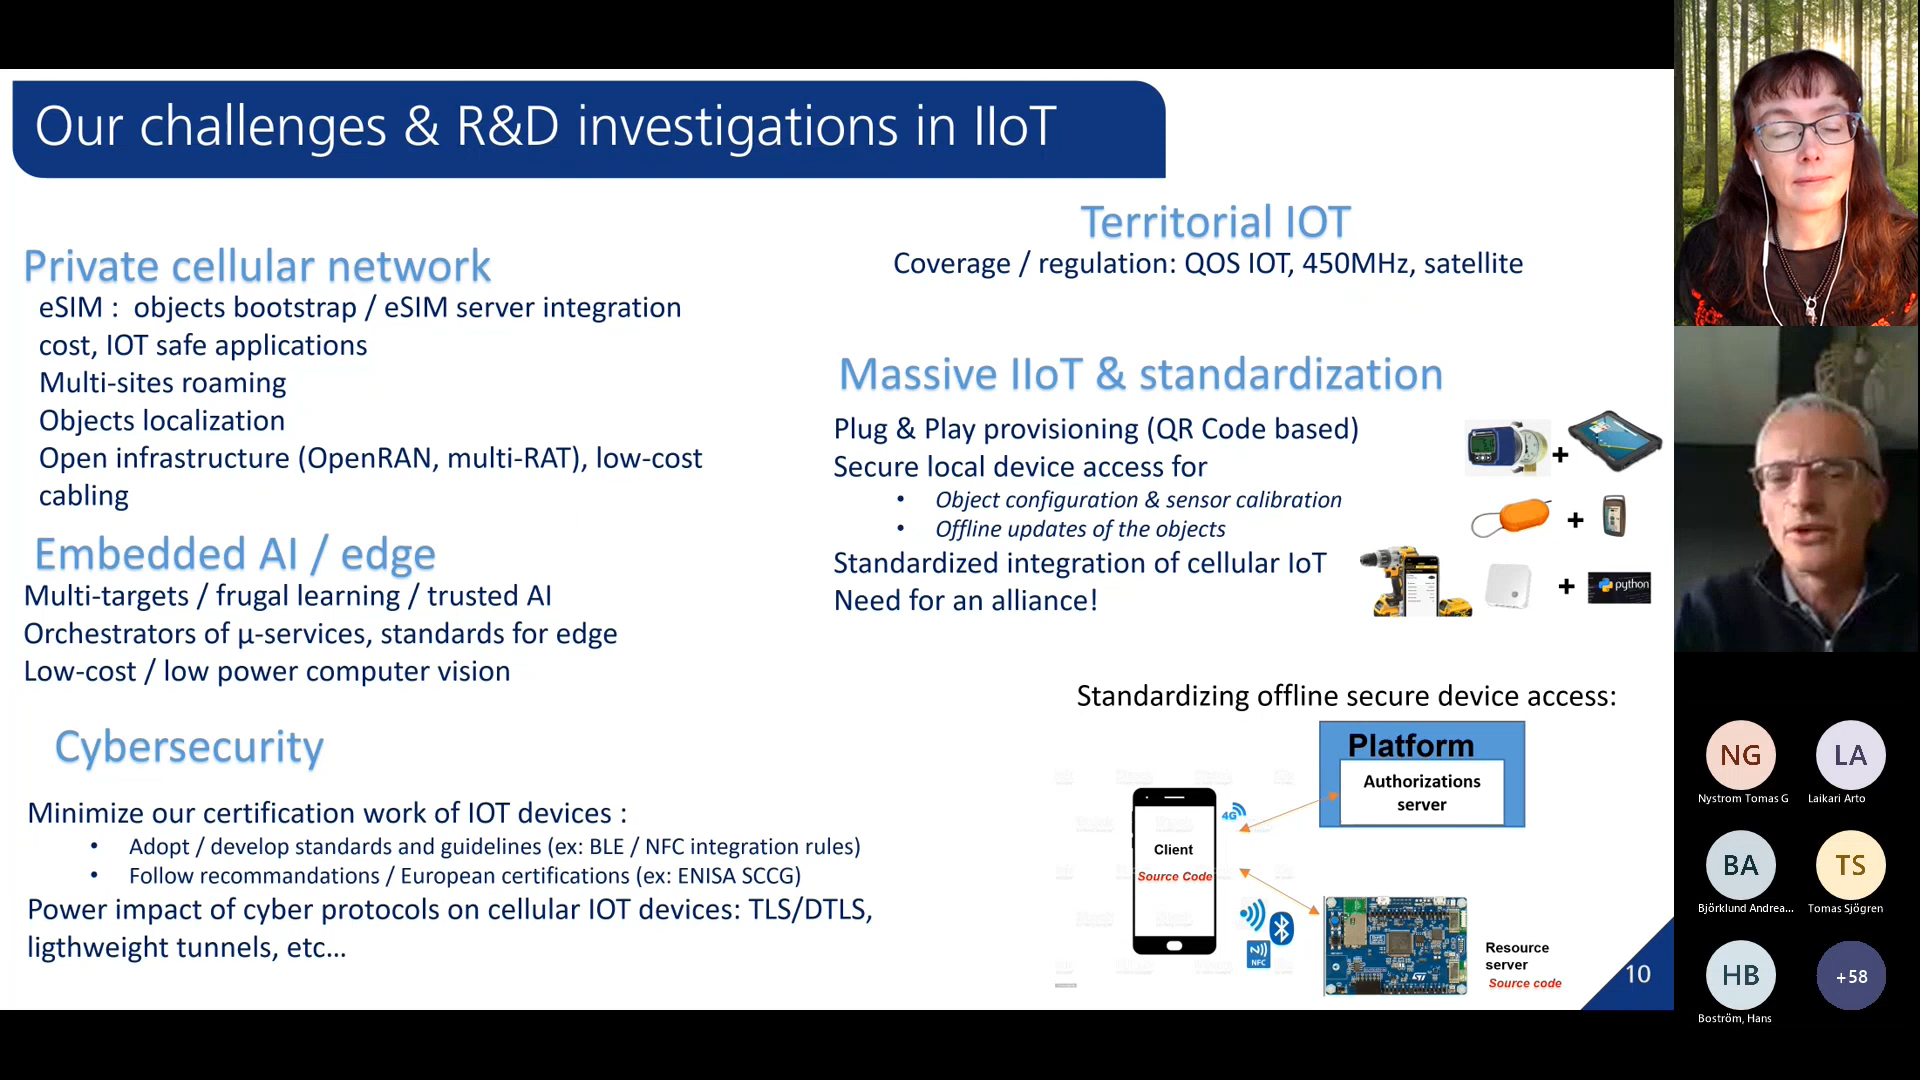 Our challenges & R&D investigations in IIoT
Private cellular network
eSIM :  objects bootstrap / eSIM server integration
cost, IOT safe applications
Multi-sites roaming
Objects localization
Open infrastructure (OpenRAN, multi-RAT), low-cost
cabling
Embedded AI / edge
Multi-targets / frugal learning / trusted AI
Orchestrators of µ-services, standards for edge
Low-cost / low power computer vision
Cybersecurity
Minimize our certification work of IOT devices :
• Adopt / develop standards and guidelines (ex: BLE / NFC integration rules)
• Follow recommandations / European certifications (ex: ENISA SCCG)
Power impact of cyber protocols on cellular IOT devices: TLS/DTLS,
ligthweight tunnels, etc…
Territorial IOT
Coverage / regulation: QOS IOT, 450MHz, satellite
Massive IIoT & standardization
Plug & Play provisioning (QR Code based)
Secure local device access for
• Object configuration & sensor calibration
• Offline updates of the objects
Standardized integration of cellular IoT
Need for an alliance!
+
+
+
python
Standardizing offline secure device access:
Platform
Authorizations
server
4G
Client
Source Code
NFC
ST
Resource
server
Source code
10
NG
Nystrom Tomas G
LA
Laikari Arto
BA
Björklund Andrea...
TS
Tomas Sjögren
HB
Boström, Hans
+58